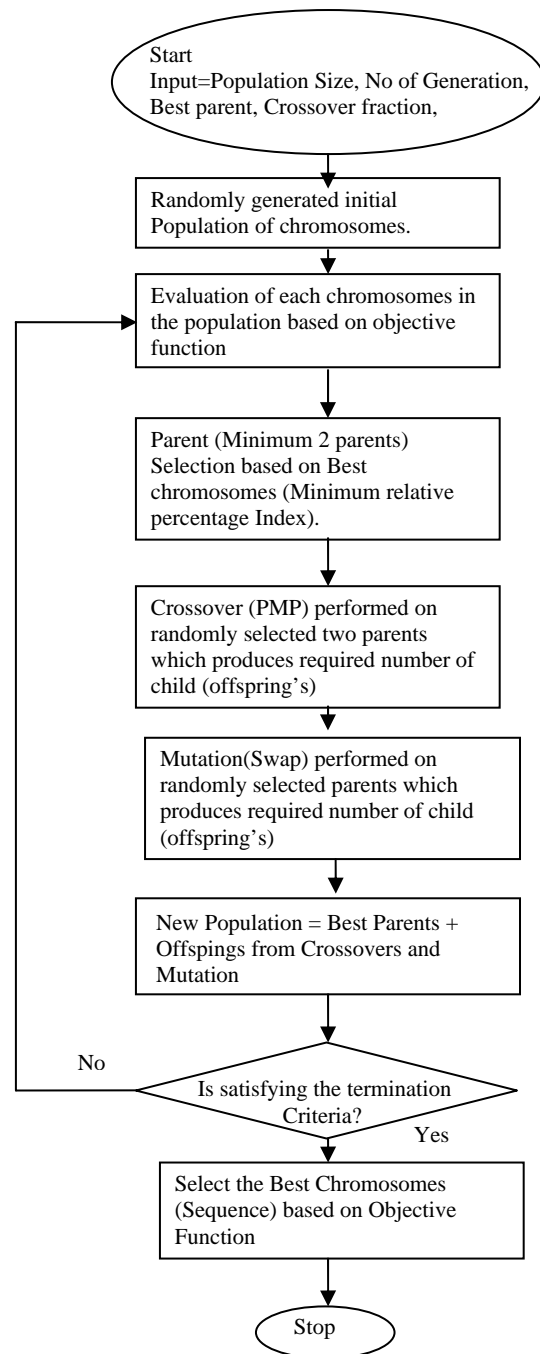 Start
Input=Population Size, No of Generation,
Best parent, Crossover fraction,
Randomly generated initial
Population of chromosomes.
Evaluation of each chromosomes in
the population based on objective
function
Parent (Minimum 2 parents)
Selection based on Best
chromosomes (Minimum relative
percentage Index).
Crossover (PMP) performed on
randomly selected two parents
which produces required number of
child (offspring's)
Mutation(Swap) performed on
randomly selected parents which
produces required number of child
(offspring's)
New Population = Best Parents +
Offspings from Crossovers and
Mutation
No
Is satisfying the termination
Criteria?
Yes
Select the Best Chromosomes
(Sequence) based on Objective
Function
Stop